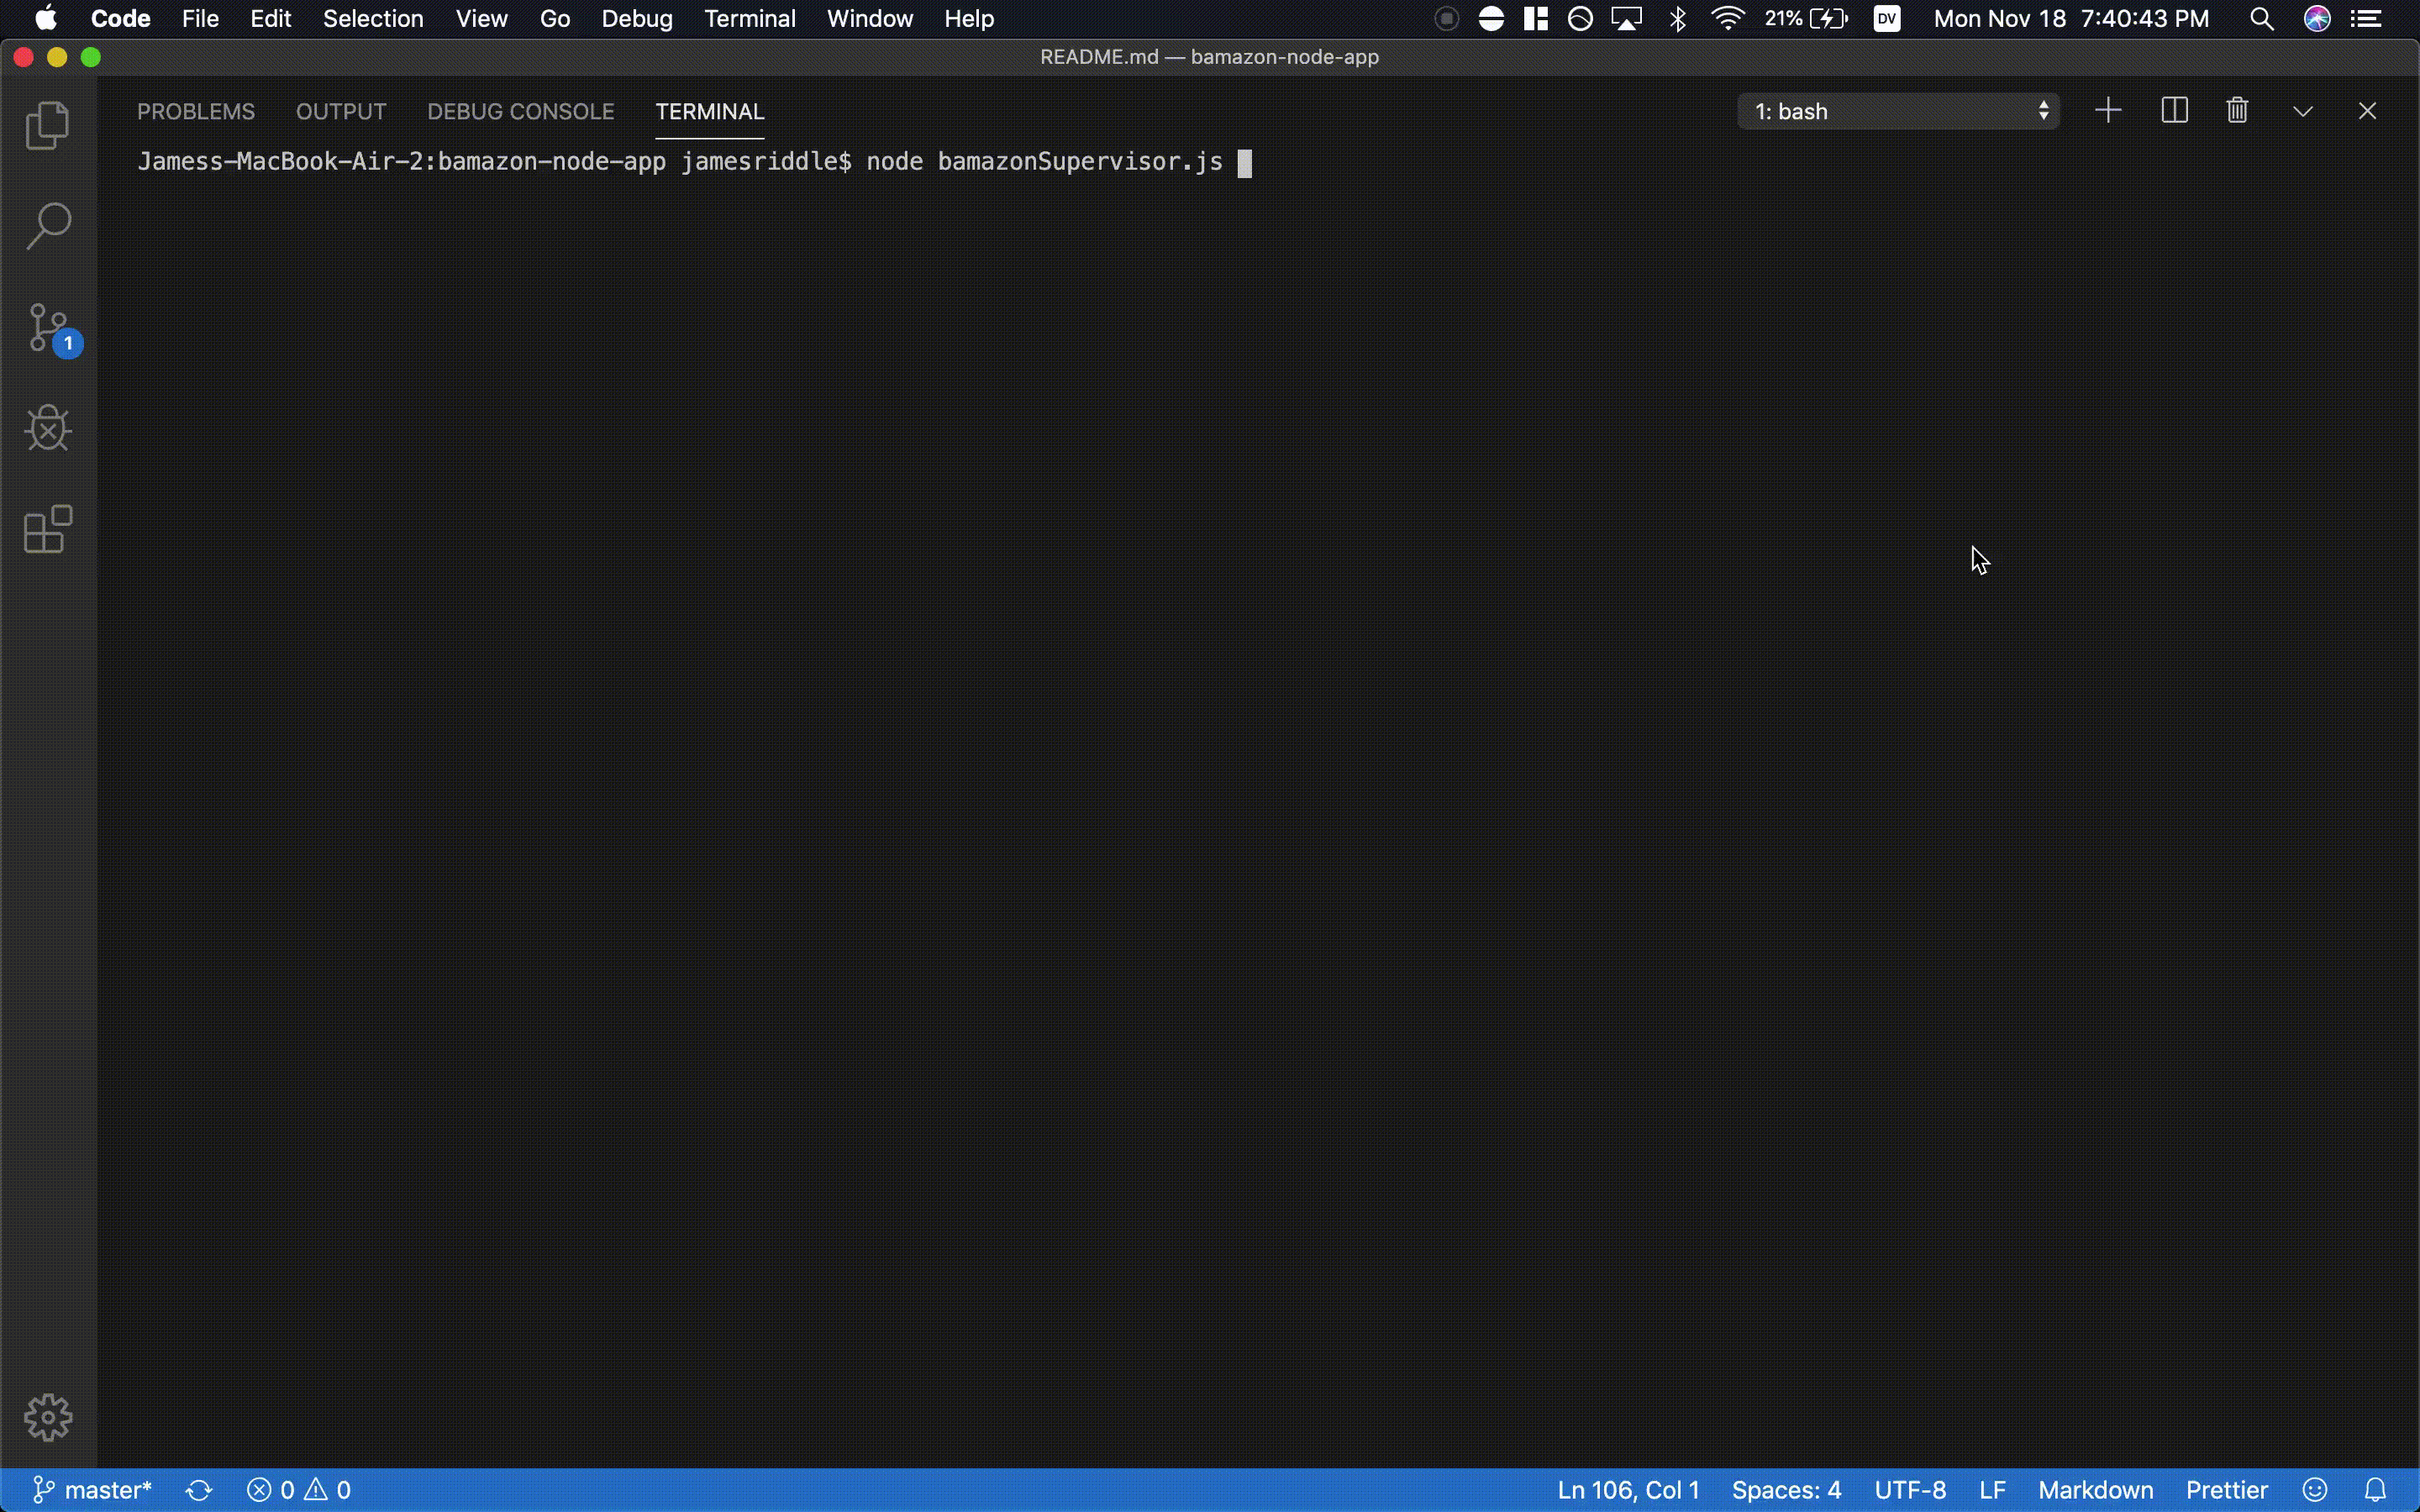 Code File Edit Selection View Go Debug Terminal Window Help 21% DV Mon Nov 18 7:40:43 PM
README.md — bamazon-node-app
PROBLEMS OUTPUT DEBUG CONSOLE TERMINAL 1: bash
Jamess-MacBook-Air-2:bamazon-node-app jamesriddle$ node bamazonSupervisor.js
1
master* 0 0 Ln 106, Col 1 Spaces: 4 UTF-8 LF Markdown Prettier